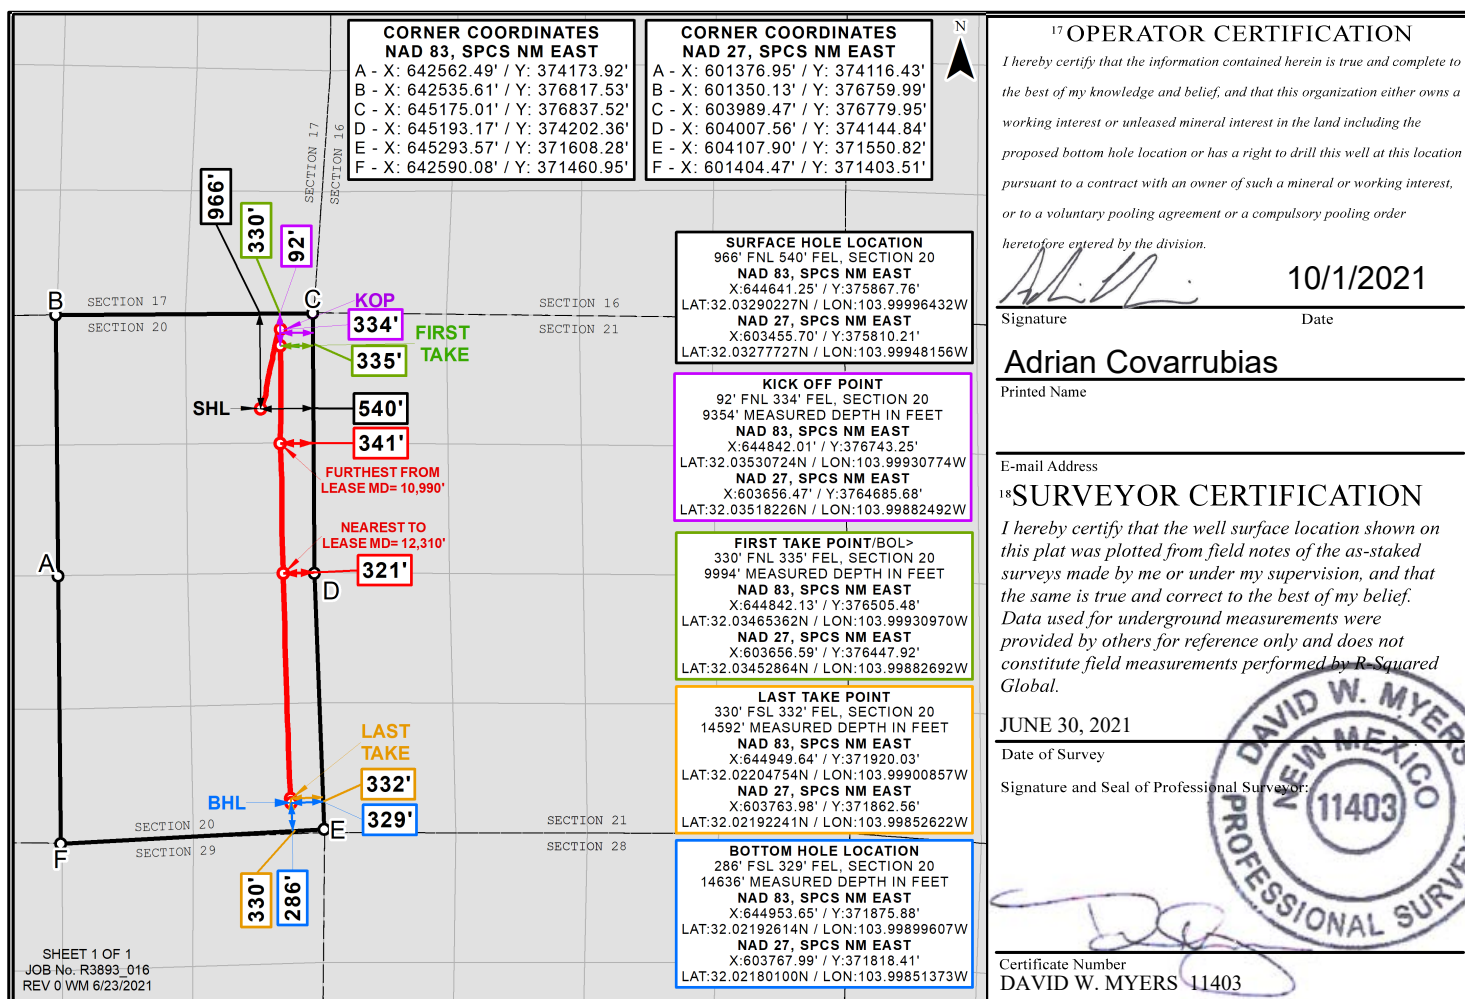 CORNER COORDINATES
NAD 83, SPCS NM EAST
A - X: 642562.49' / Y: 374173.92'
B - X: 642535.61' / Y: 376817.53'
C - X: 645175.01' / Y: 376837.52'
D - X: 645193.17' / Y: 374202.36'
E - X: 645293.57' / Y: 371608.28'
F - X: 642590.08' / Y: 371460.95'
CORNER COORDINATES
NAD 27, SPCS NM EAST
A - X: 601376.95' / Y: 374116.43'
B - X: 601350.13' / Y: 376759.99'
C - X: 603989.47' / Y: 376779.95'
D - X: 604007.56' / Y: 374144.84'
E - X: 604107.90' / Y: 371550.82'
F - X: 601404.47' / Y: 371403.51'
N
SECTION 17
SECTION 16
966'
330'
92'
B
SECTION 17
SECTION 20
C
KOP
334'
FIRST
TAKE
335'
SECTION 16
SECTION 21
SHL
540'
341'
FURTHEST FROM
LEASE MD= 10,990'
NEAREST TO
LEASE MD= 12,310'
321'
A
D
LAST
TAKE
332'
BHL
329'
SECTION 20
SECTION 29
E
F
SECTION 21
SECTION 28
330'
286'
SHEET 1 OF 1
JOB No. R3893_016
REV 0 WM 6/23/2021
SURFACE HOLE LOCATION
966' FNL 540' FEL, SECTION 20
NAD 83, SPCS NM EAST
X:644641.25' / Y:375867.76'
LAT:32.03290227N / LON:103.99996432W
NAD 27, SPCS NM EAST
X:603455.70' / Y:375810.21'
LAT:32.03277727N / LON:103.99948156W
KICK OFF POINT
92' FNL 334' FEL, SECTION 20
9354' MEASURED DEPTH IN FEET
NAD 83, SPCS NM EAST
X:644842.01' / Y:376743.25'
LAT:32.03530724N / LON:103.99930774W
NAD 27, SPCS NM EAST
X:603656.47' / Y:3764685.68'
LAT:32.03518226N / LON:103.99882492W
FIRST TAKE POINT/BOL>
330' FNL 335' FEL, SECTION 20
9994' MEASURED DEPTH IN FEET
NAD 83, SPCS NM EAST
X:644842.13' / Y:376505.48'
LAT:32.03465362N / LON:103.99930970W
NAD 27, SPCS NM EAST
X:603656.59' / Y:376447.92'
LAT:32.03452864N / LON:103.99882692W
LAST TAKE POINT
330' FSL 332' FEL, SECTION 20
14592' MEASURED DEPTH IN FEET
NAD 83, SPCS NM EAST
X:644949.64' / Y:371920.03'
LAT:32.02204754N / LON:103.99900857W
NAD 27, SPCS NM EAST
X:603763.98' / Y:371862.56'
LAT:32.02192241N / LON:103.99852622W
BOTTOM HOLE LOCATION
286' FSL 329' FEL, SECTION 20
14636' MEASURED DEPTH IN FEET
NAD 83, SPCS NM EAST
X:644953.65' / Y:371875.88'
LAT:32.02192614N / LON:103.99899607W
NAD 27, SPCS NM EAST
X:603767.99' / Y:371818.41'
LAT:32.02180100N / LON:103.99851373W
17 OPERATOR CERTIFICATION
I hereby certify that the information contained herein is true and complete to
the best of my knowledge and belief, and that this organization either owns a
working interest or unleased mineral interest in the land including the
proposed bottom hole location or has a right to drill this well at this location
pursuant to a contract with an owner of such a mineral or working interest,
or to a voluntary pooling agreement or a compulsory pooling order
heretofore entered by the division.
10/1/2021
Signature Date
Adrian Covarrubias
Printed Name
E-mail Address
18 SURVEYOR CERTIFICATION
I hereby certify that the well surface location shown on
this plat was plotted from field notes of the as-staked
surveys made by me or under my supervision, and that
the same is true and correct to the best of my belief.
Data used for underground measurements were
provided by others for reference only and does not
constitute field measurements performed by R-Squared
Global.
JUNE 30, 2021
Date of Survey
Signature and Seal of Professional Surveyor:
DAVID W. MYERS
NEW MEXICO
11403
PROFESSIONAL SURVEY
Certificate Number
DAVID W. MYERS 11403